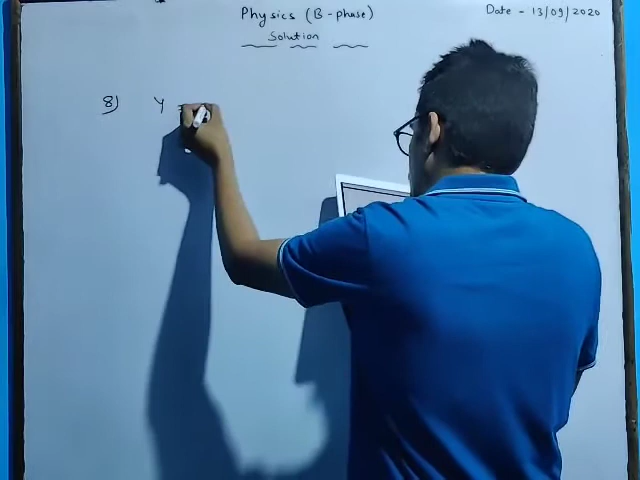 Physics (B-phase)
Date - 13/09/2020
Solution
8) y =